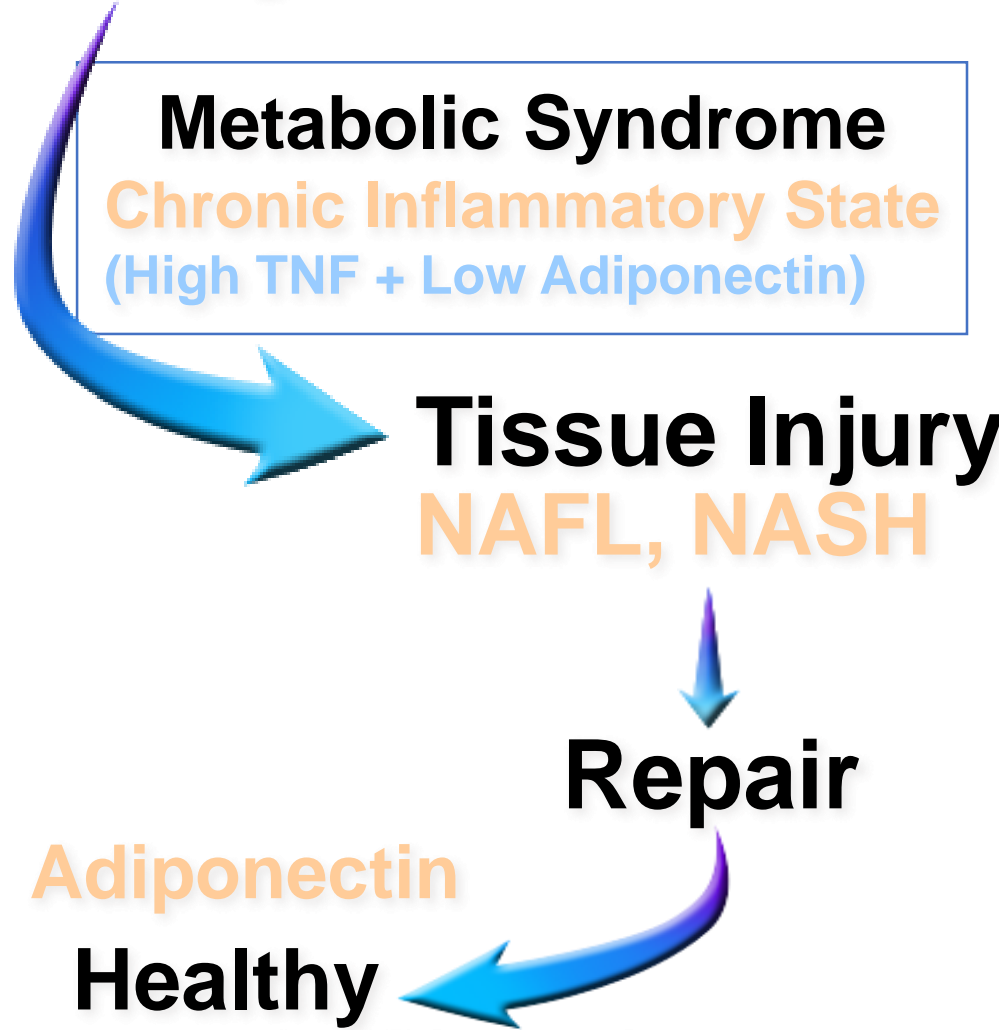 Metabolic Syndrome
Chronic Inflammatory State
(High TNF + Low Adiponectin)
Tissue Injury
NAFL, NASH
Repair
Adiponectin
Healthy